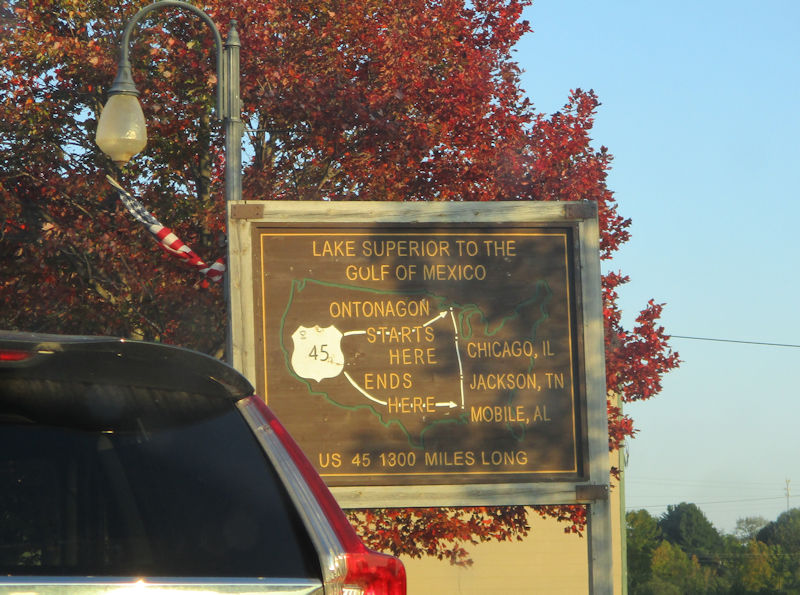 LAKE SUPERIOR TO THE
GULF OF MEXICO
ONTONAGON
STARTS
HERE
45
CHICAGO, IL
ENDS
JACKSON, TN
HERE
MOBILE, AL
US 45 1300 MILES LONG